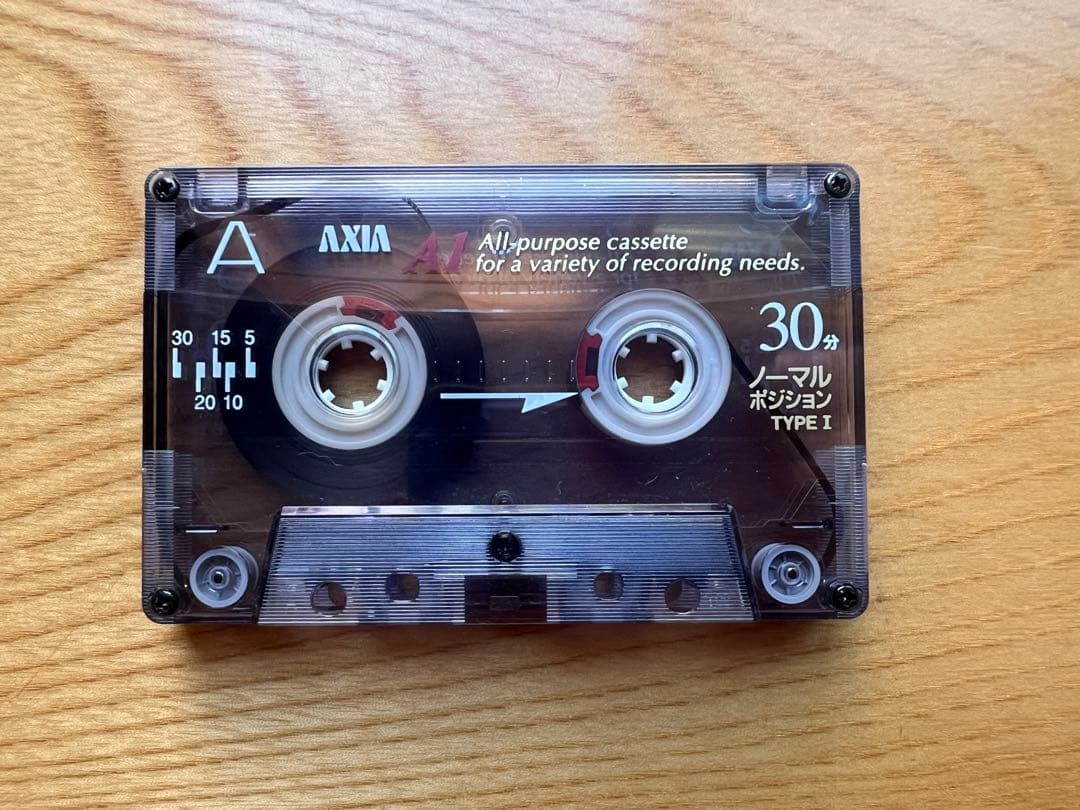 A
AXIA
A1
All-purpose cassette
for a variety of recording needs.
30 15 5
20 10
30分
ノーマル
ポジション
TYPE I